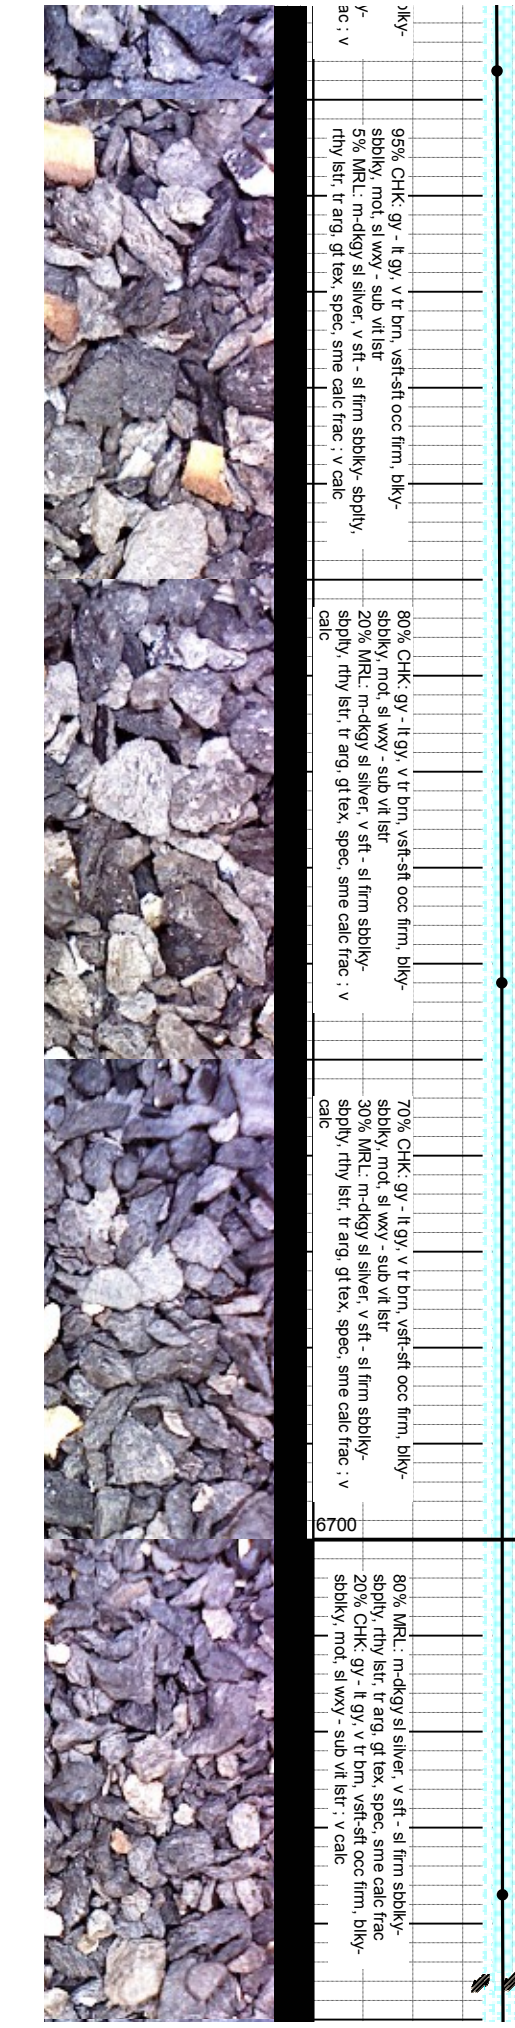 blky-
y-
ac ; v
95% CHK: gy - lt gy, v tr brn, vsft-sft occ firm, blky-
sbblky, mot, sl wxy - sub vit lstr
5% MRL: m-dkgy sl silver, v sft - sl firm sbblky- sbplty,
rthy lstr, tr arg, gt tex, spec, sme calc frac ; v calc
80% CHK: gy - lt gy, v tr brn, vsft-sft occ firm, blky-
sbblky, mot, sl wxy - sub vit lstr
20% MRL: m-dkgy sl silver, v sft - sl firm sbblky-
sbplty, rthy lstr, tr arg, gt tex, spec, sme calc frac ; v
calc
70% CHK: gy - lt gy, v tr brn, vsft-sft occ firm, blky-
sbblky, mot, sl wxy - sub vit lstr
30% MRL: m-dkgy sl silver, v sft - sl firm sbblky-
sbplty, rthy lstr, tr arg, gt tex, spec, sme calc frac ; v
calc
6700
80% MRL: m-dkgy sl silver, v sft - sl firm sbblky-
sbplty, rthy lstr, tr arg, gt tex, spec, sme calc frac
20% CHK: gy - lt gy, v tr brn, vsft-sft occ firm, blky-
sbblky, mot, sl wxy - sub vit lstr ; v calc